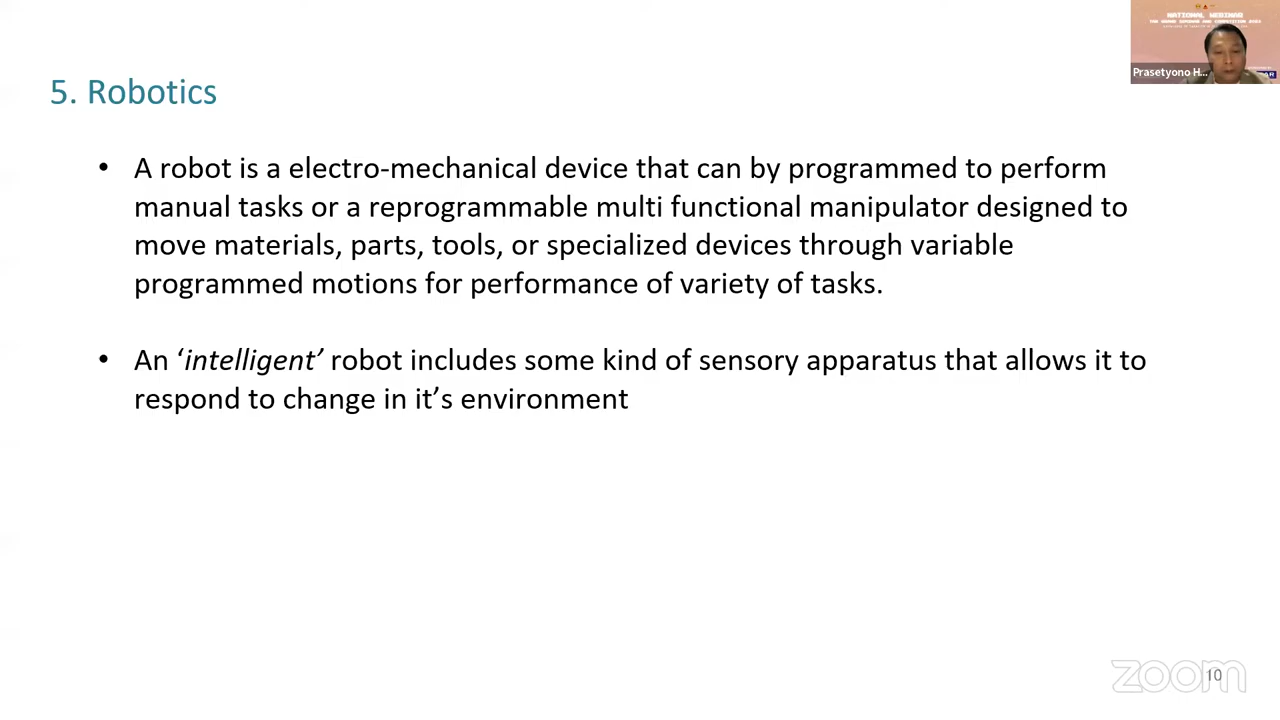 NATIONAL WEBINAR
Prasetyono H...
5. Robotics
• A robot is a electro-mechanical device that can by programmed to perform
manual tasks or a reprogrammable multi functional manipulator designed to
move materials, parts, tools, or specialized devices through variable
programmed motions for performance of variety of tasks.
• An ‘intelligent’ robot includes some kind of sensory apparatus that allows it to
respond to change in it’s environment
zoom
10